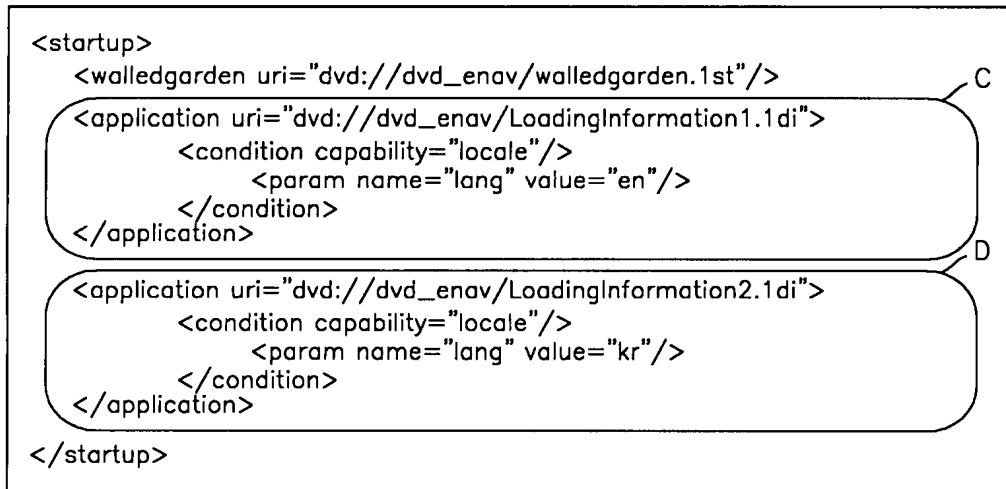 <startup>
<walledgarden uri="dvd://dvd_enav/walledgarden.1st"/>
C
<application uri="dvd://dvd_enav/LoadingInformation1.1di">
<condition capability="locale"/>
<param name="lang" value="en"/>
</condition>
</application>
D
<application uri="dvd://dvd_enav/LoadingInformation2.1di">
<condition capability="locale"/>
<param name="lang" value="kr"/>
</condition>
</application>
</startup>